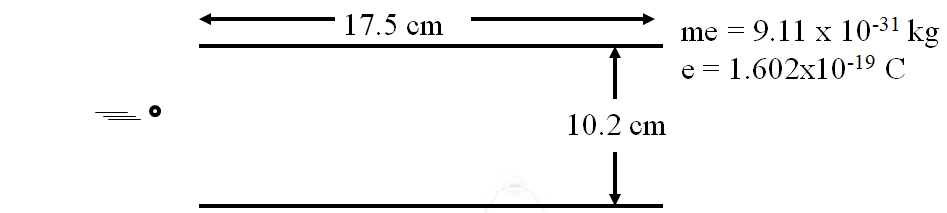 17.5 cm
me = 9.11 x 10-31 kg
e = 1.602x10-19 C
10.2 cm